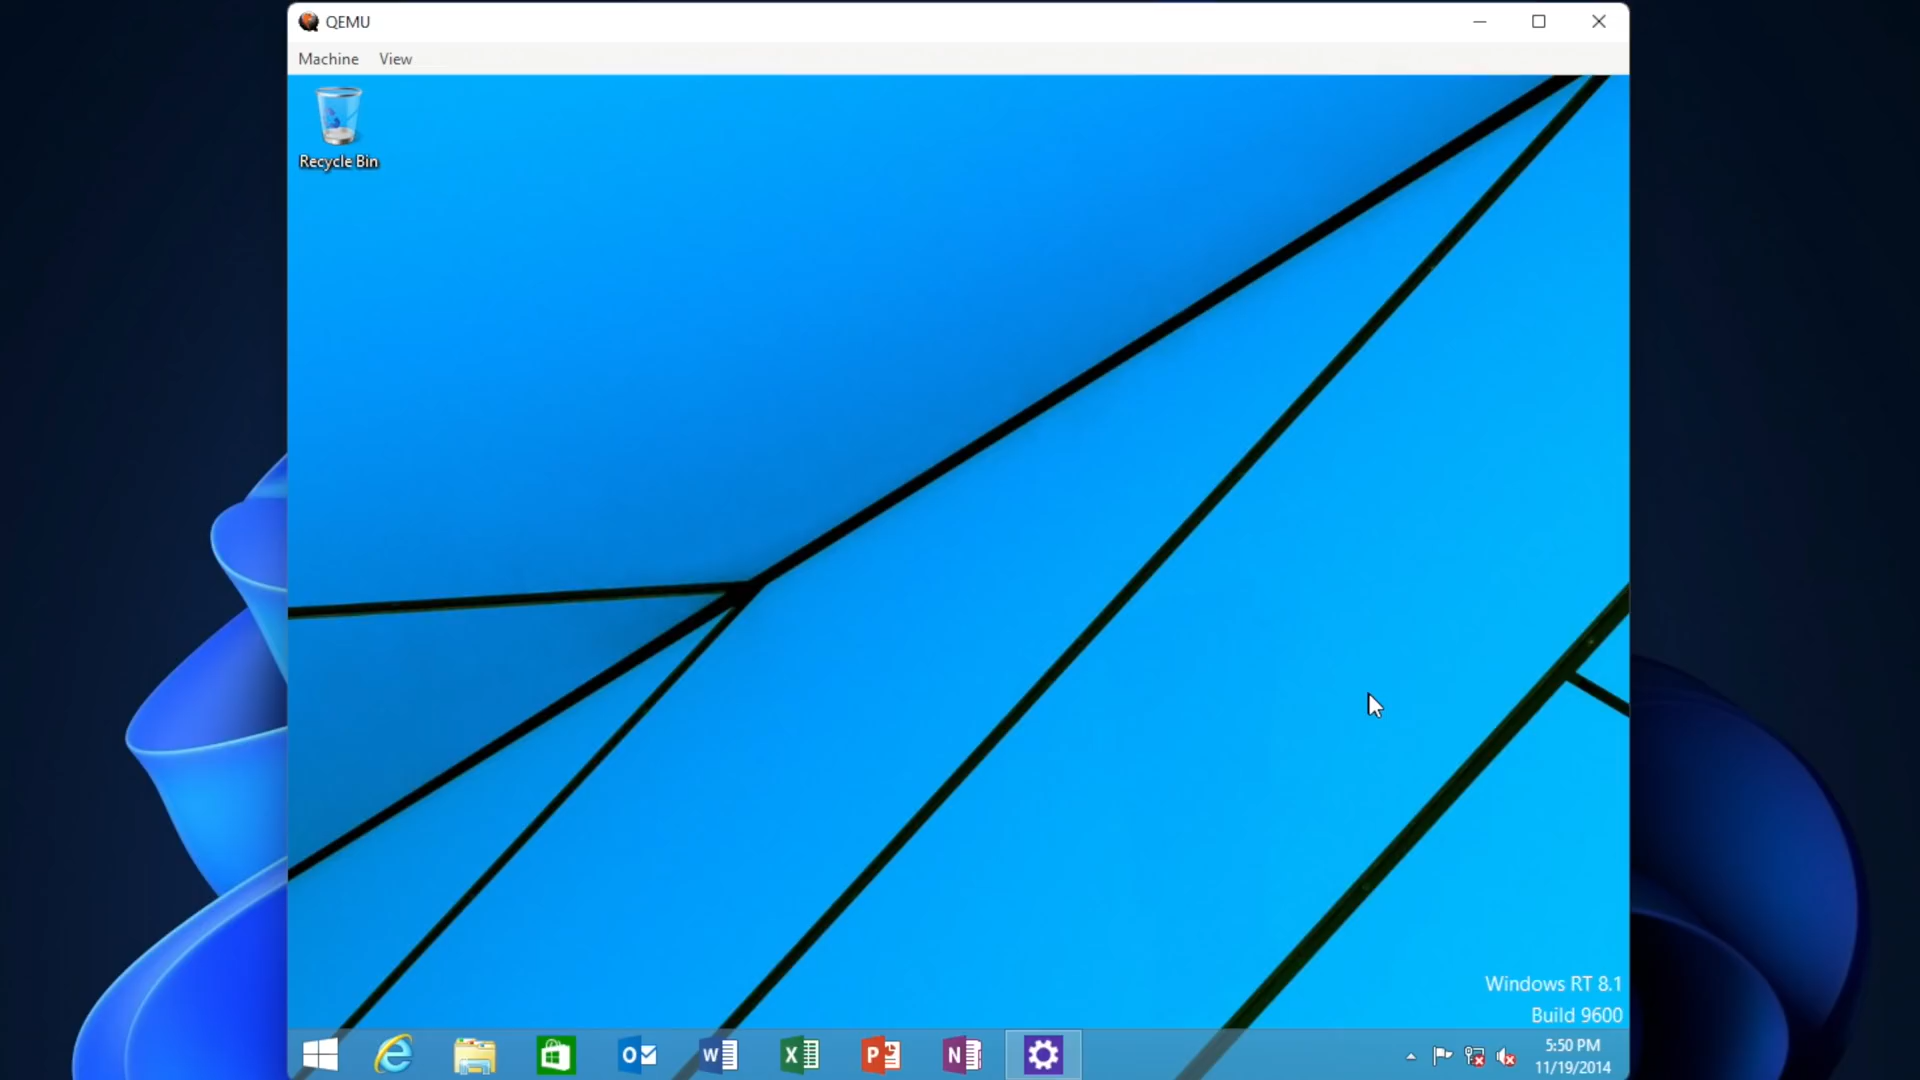 QEMU
Machine View
Recycle Bin
Windows RT 8.1
Build 9600
5:50 PM
11/19/2014